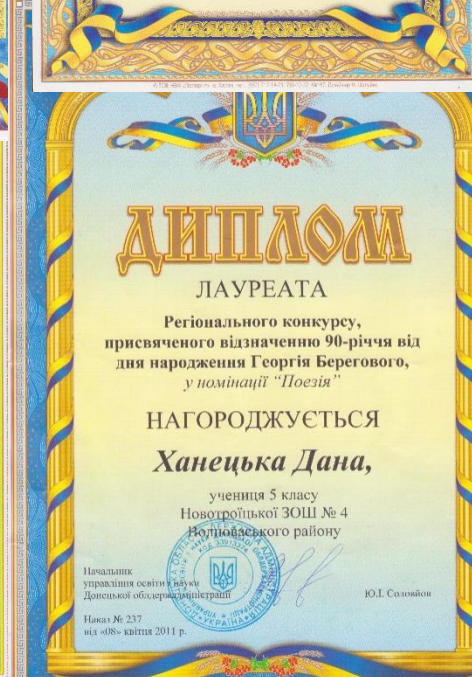 ДИПЛОМ
ЛАУРЕАТА
Регіонального конкурсу,
присвяченого відзначенню 90-річчя від
дня народження Георгія Берегового,
у номінації “Поезія”
НАГОРОДЖУЄТЬСЯ
Ханецька Дана,
учениця 5 класу
Новотроїцької ЗОШ № 4
Волноваського району
Начальник
управління освіти і науки
Донецької облдержадміністрації
Ю.І. Соловйов
Наказ № 237
від «08» квітня 2011 р.
УКРАЇНА